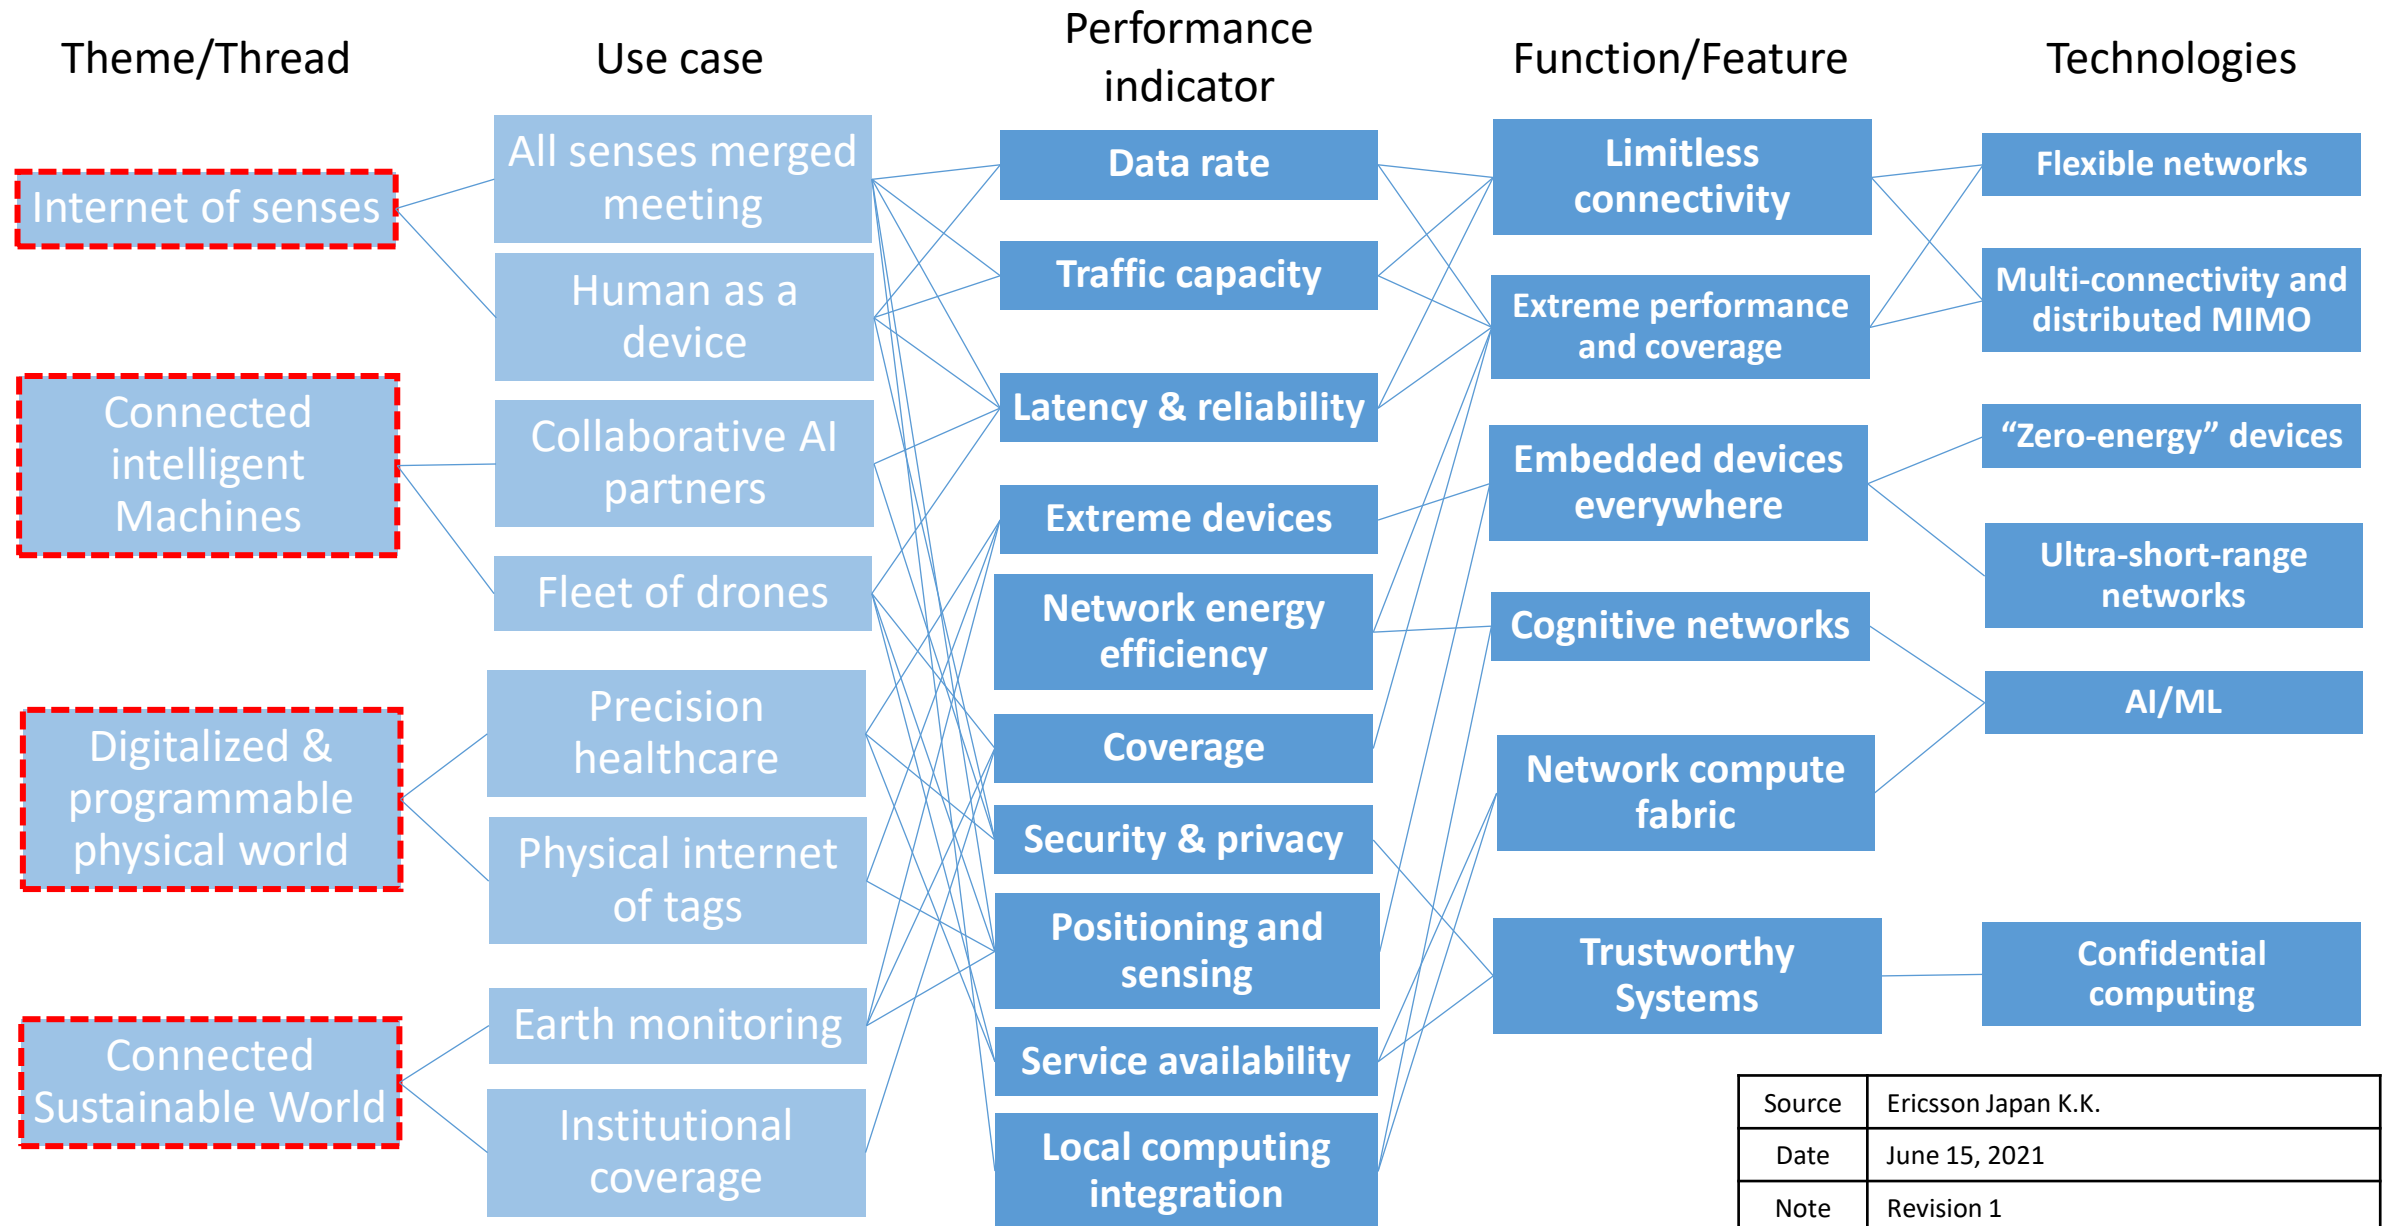 Theme/Thread
Use case
Performance
indicator
Function/Feature
Technologies
Internet of senses
Connected
intelligent
Machines
Digitalized &
programmable
physical world
Connected
Sustainable World
All senses merged
meeting
Human as a
device
Collaborative AI
partners
Fleet of drones
Precision
healthcare
Physical internet
of tags
Earth monitoring
Institutional
coverage
Data rate
Traffic capacity
Latency & reliability
Extreme devices
Network energy
efficiency
Coverage
Security & privacy
Positioning and
sensing
Service availability
Local computing
integration
Limitless
connectivity
Extreme performance
and coverage
Embedded devices
everywhere
Cognitive networks
Network compute
fabric
Trustworthy
Systems
Flexible networks
Multi-connectivity and
distributed MIMO
“Zero-energy” devices
Ultra-short-range
networks
AI/ML
Confidential
computing
Source Ericsson Japan K.K.
Date June 15, 2021
Note Revision 1